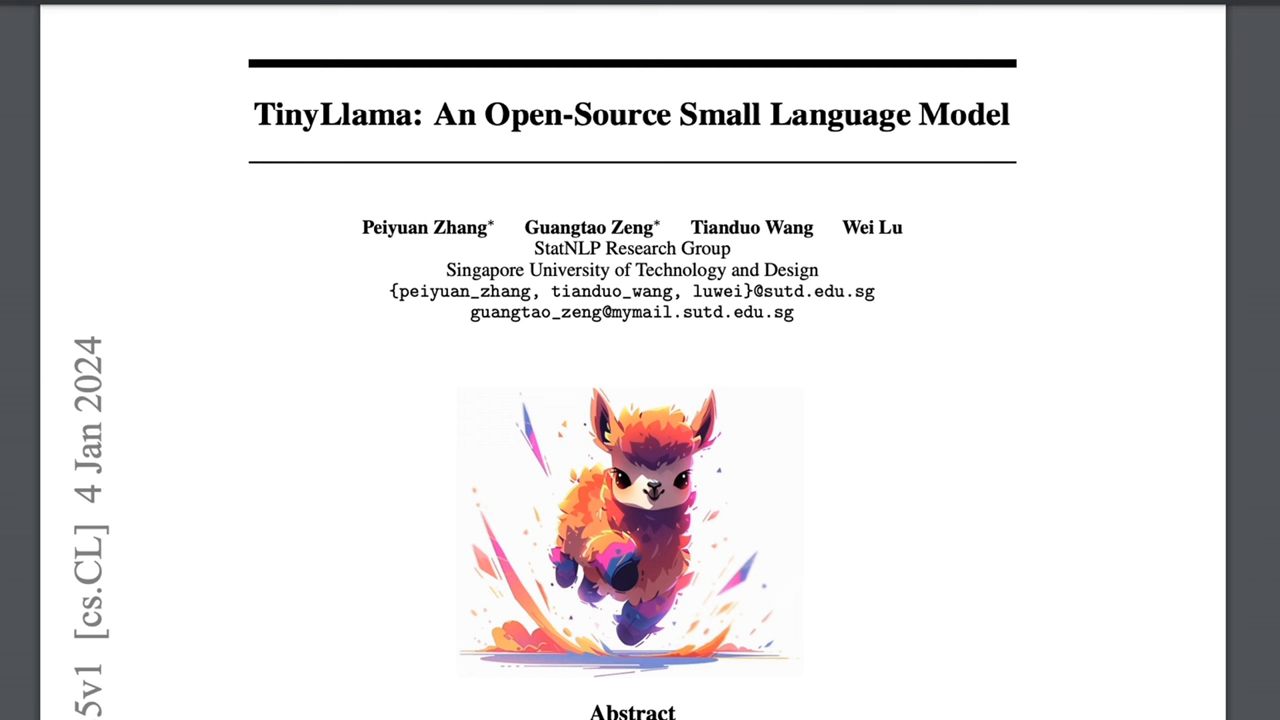 TinyLlama: An Open-Source Small Language Model
Peiyuan Zhang* Guangtao Zeng* Tianduo Wang Wei Lu
StatNLP Research Group
Singapore University of Technology and Design
{peiyuan_zhang, tianduo_wang, luwei}@sutd.edu.sg
guangtao_zeng@mymail.sutd.edu.sg
5v1 [cs.CL] 4 Jan 2024
Abstract